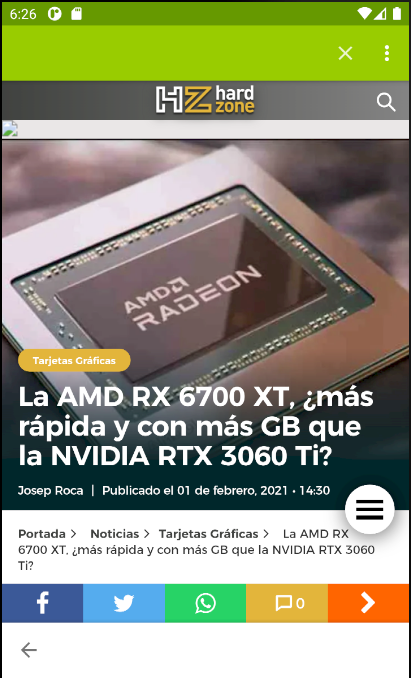 6:26
HZ hard
zone
AMD
RADEON
Tarjetas Gráficas
La AMD RX 6700 XT, ¿más
rápida y con más GB que
la NVIDIA RTX 3060 Ti?
Josep Roca | Publicado el 01 de febrero, 2021 • 14:30
Portada > Noticias > Tarjetas Gráficas > La AMD RX
6700 XT, ¿más rápida y con más GB que la NVIDIA RTX 3060
Ti?
0